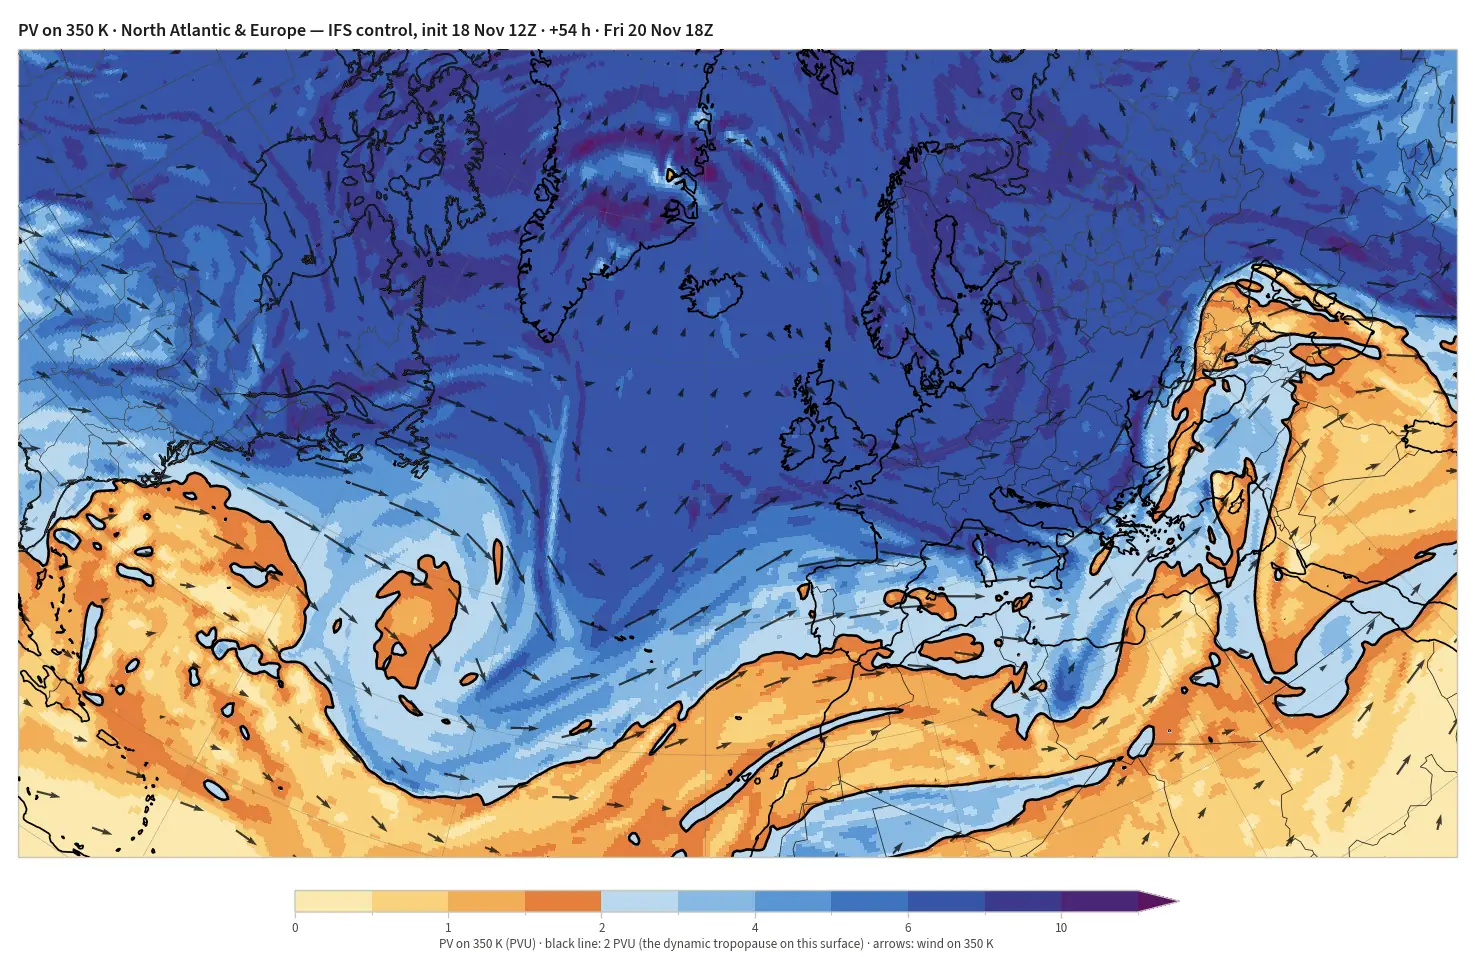 PV on 350 K · North Atlantic & Europe — IFS control, init 18 Nov 12Z · +54 h · Fri 20 Nov 18Z
0 1 2 4 6 10
PV on 350 K (PVU) · black line: 2 PVU (the dynamic tropopause on this surface) · arrows: wind on 350 K